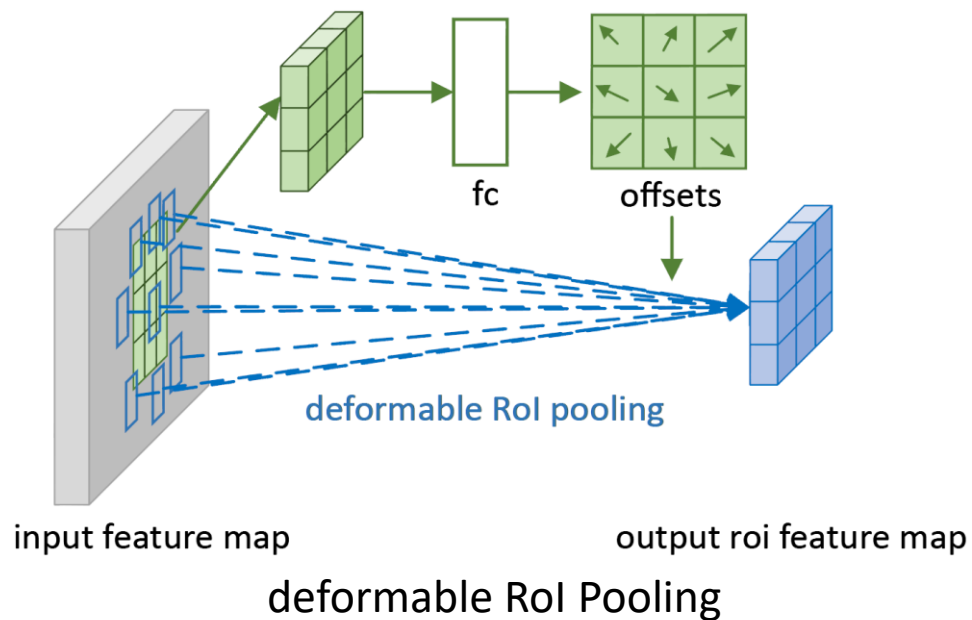 fc
offsets
deformable RoI pooling
input feature map
output roi feature map
deformable RoI Pooling